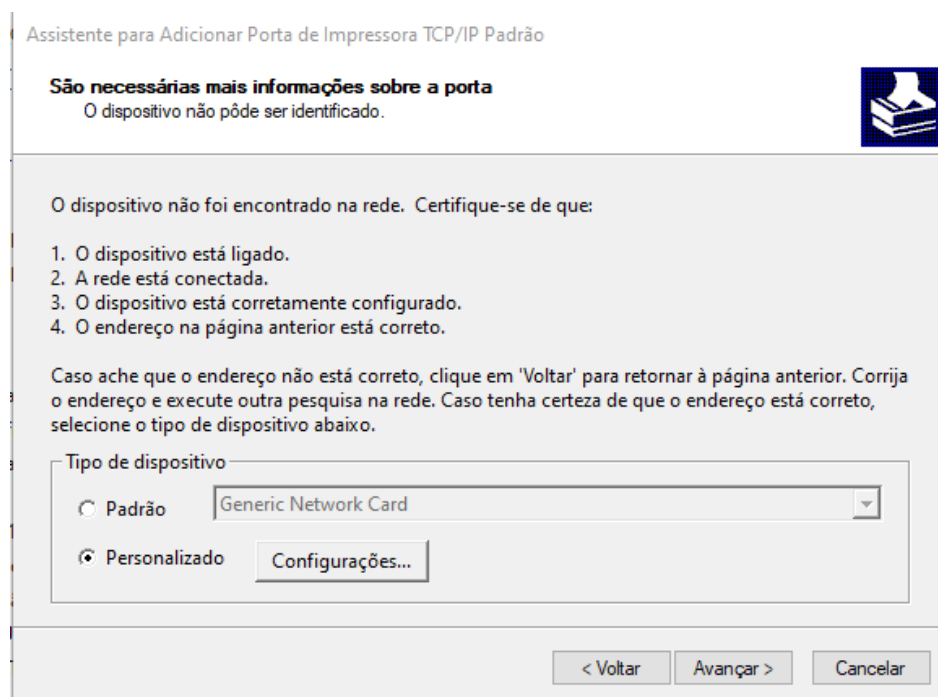 Assistente para Adicionar Porta de Impressora TCP/IP Padrão
São necessárias mais informações sobre a porta
O dispositivo não pôde ser identificado.
O dispositivo não foi encontrado na rede.  Certifique-se de que:
1.  O dispositivo está ligado.
2.  A rede está conectada.
3.  O dispositivo está corretamente configurado.
4.  O endereço na página anterior está correto.
Caso ache que o endereço não está correto, clique em 'Voltar' para retornar à página anterior. Corrija
o endereço e execute outra pesquisa na rede. Caso tenha certeza de que o endereço está correto,
selecione o tipo de dispositivo abaixo.
Tipo de dispositivo
Padrão
Generic Network Card
Personalizado
Configurações...
< Voltar
Avançar >
Cancelar